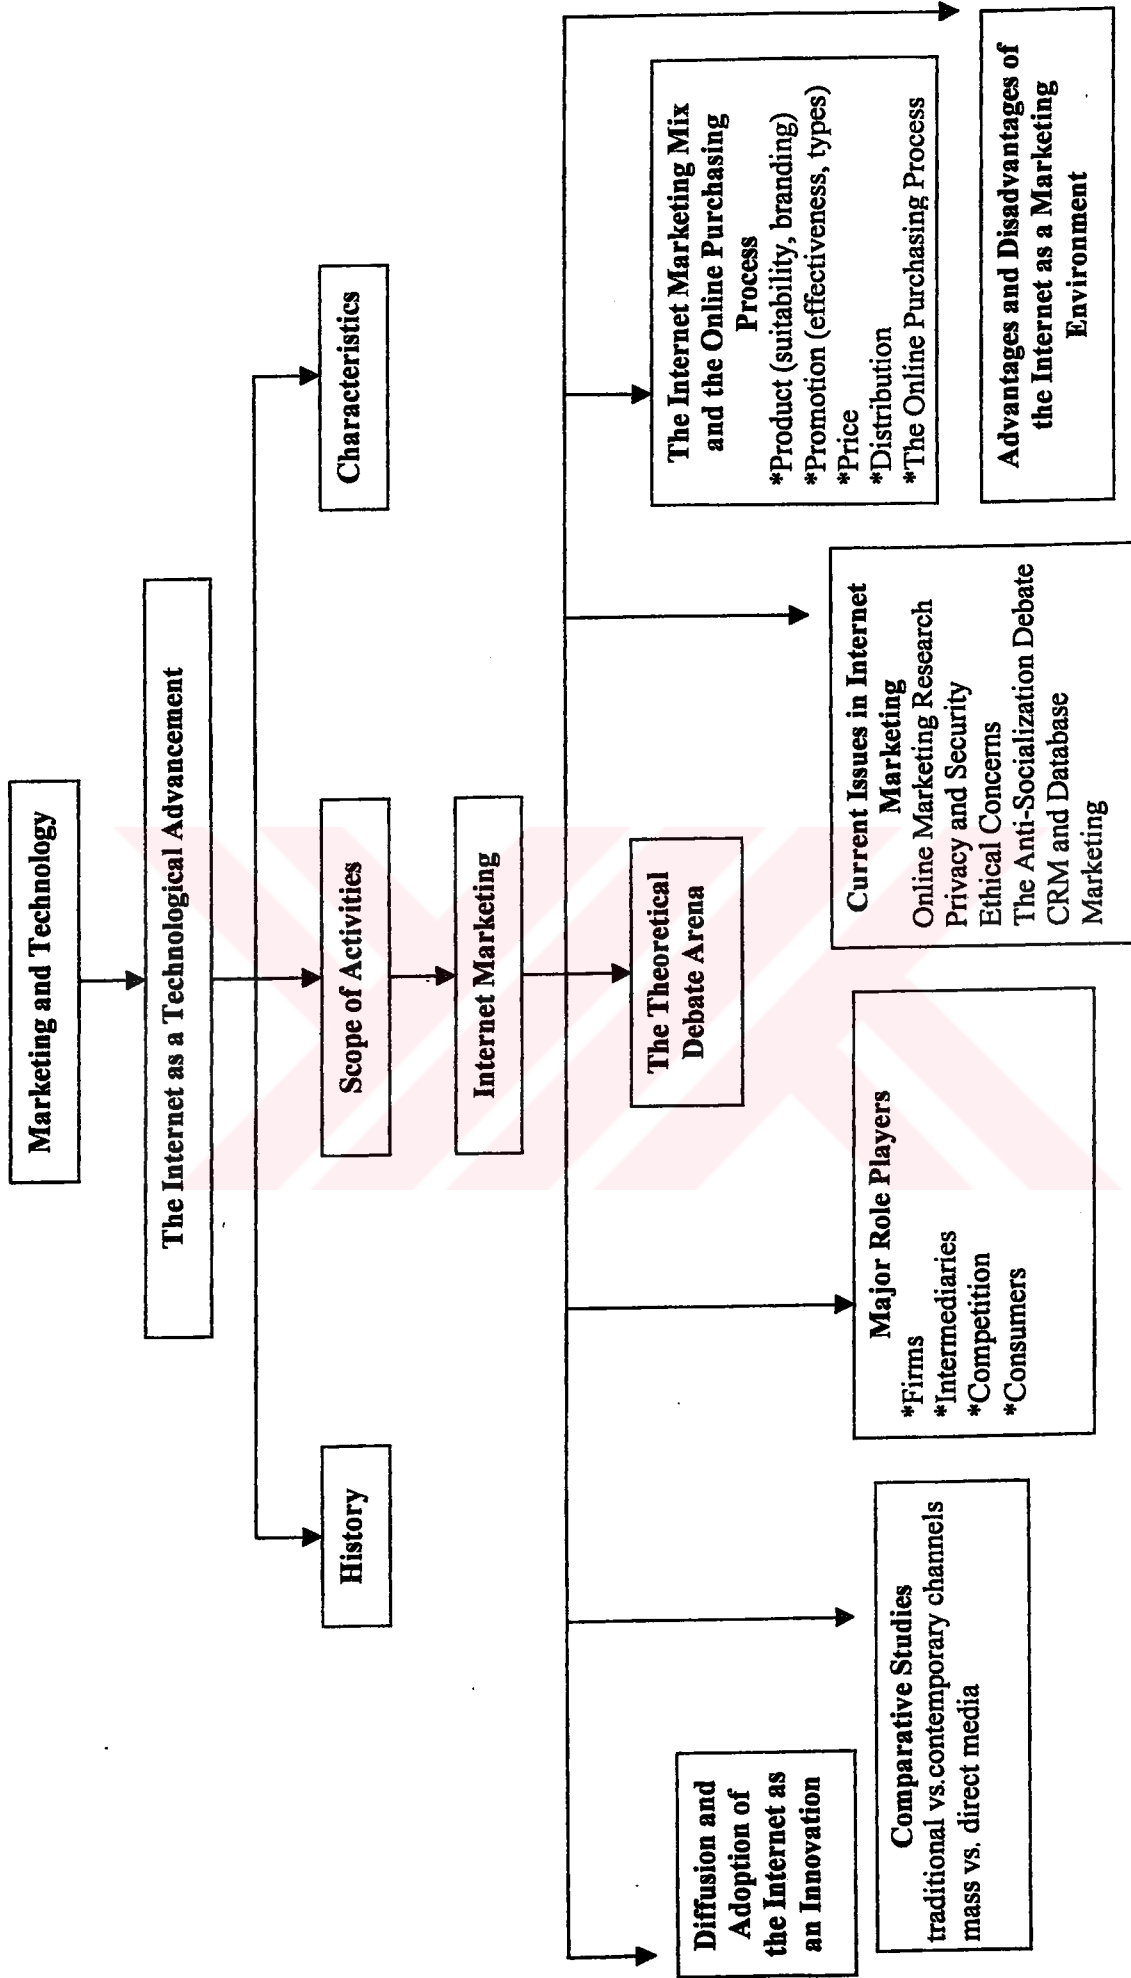 Marketing and Technology
The Internet as a Technological Advancement
History
Scope of Activities
Characteristics
Internet Marketing
Diffusion and
Adoption of
the Internet as
an Innovation
Comparative Studies
traditional vs.contemporary channels
mass vs. direct media
Major Role Players
*Firms
*Intermediaries
*Competition
*Consumers
The Theoretical
Debate Arena
Current Issues in Internet
Marketing
Online Marketing Research
Privacy and Security
Ethical Concerns
The Anti-Socialization Debate
CRM and Database
Marketing
The Internet Marketing Mix
and the Online Purchasing
Process
*Product (suitability, branding)
*Promotion (effectiveness, types)
*Price
*Distribution
*The Online Purchasing Process
Advantages and Disadvantages of
the Internet as a Marketing
Environment